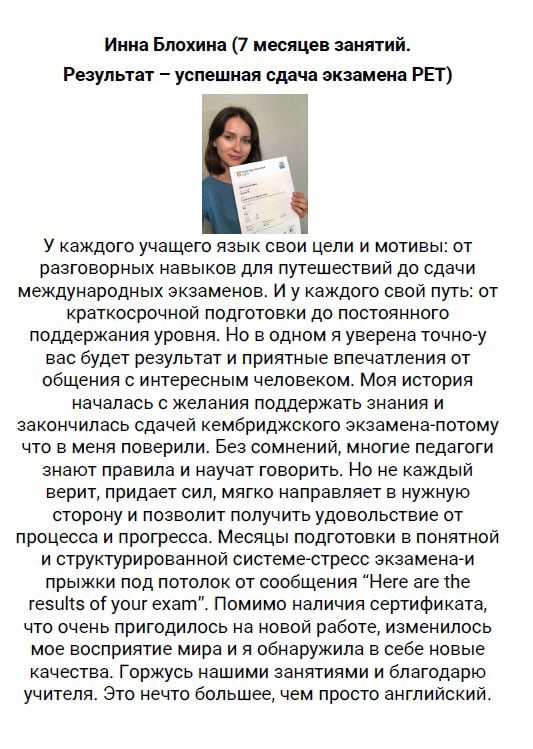 Инна Блохина (7 месяцев занятий.
Результат – успешная сдача экзамена PET)
У каждого учащего язык свои цели и мотивы: от
разговорных навыков для путешествий до сдачи
международных экзаменов. И у каждого свой путь: от
краткосрочной подготовки до постоянного
поддержания уровня. Но в одном я уверена точно-у
вас будет результат и приятные впечатления от
общения с интересным человеком. Моя история
началась с желания поддержать знания и
закончилась сдачей кембриджского экзамена-потому
что в меня поверили. Без сомнений, многие педагоги
знают правила и научат говорить. Но не каждый
верит, придает сил, мягко направляет в нужную
сторону и позволит получить удовольствие от
процесса и прогресса. Месяцы подготовки в понятной
и структурированной системе-стресс экзамена-и
прыжки под потолок от сообщения “Here are the
results of your exam”. Помимо наличия сертификата,
что очень пригодилось на новой работе, изменилось
мое восприятие мира и я обнаружила в себе новые
качества. Горжусь нашими занятиями и благодарю
учителя. Это нечто большее, чем просто английский.